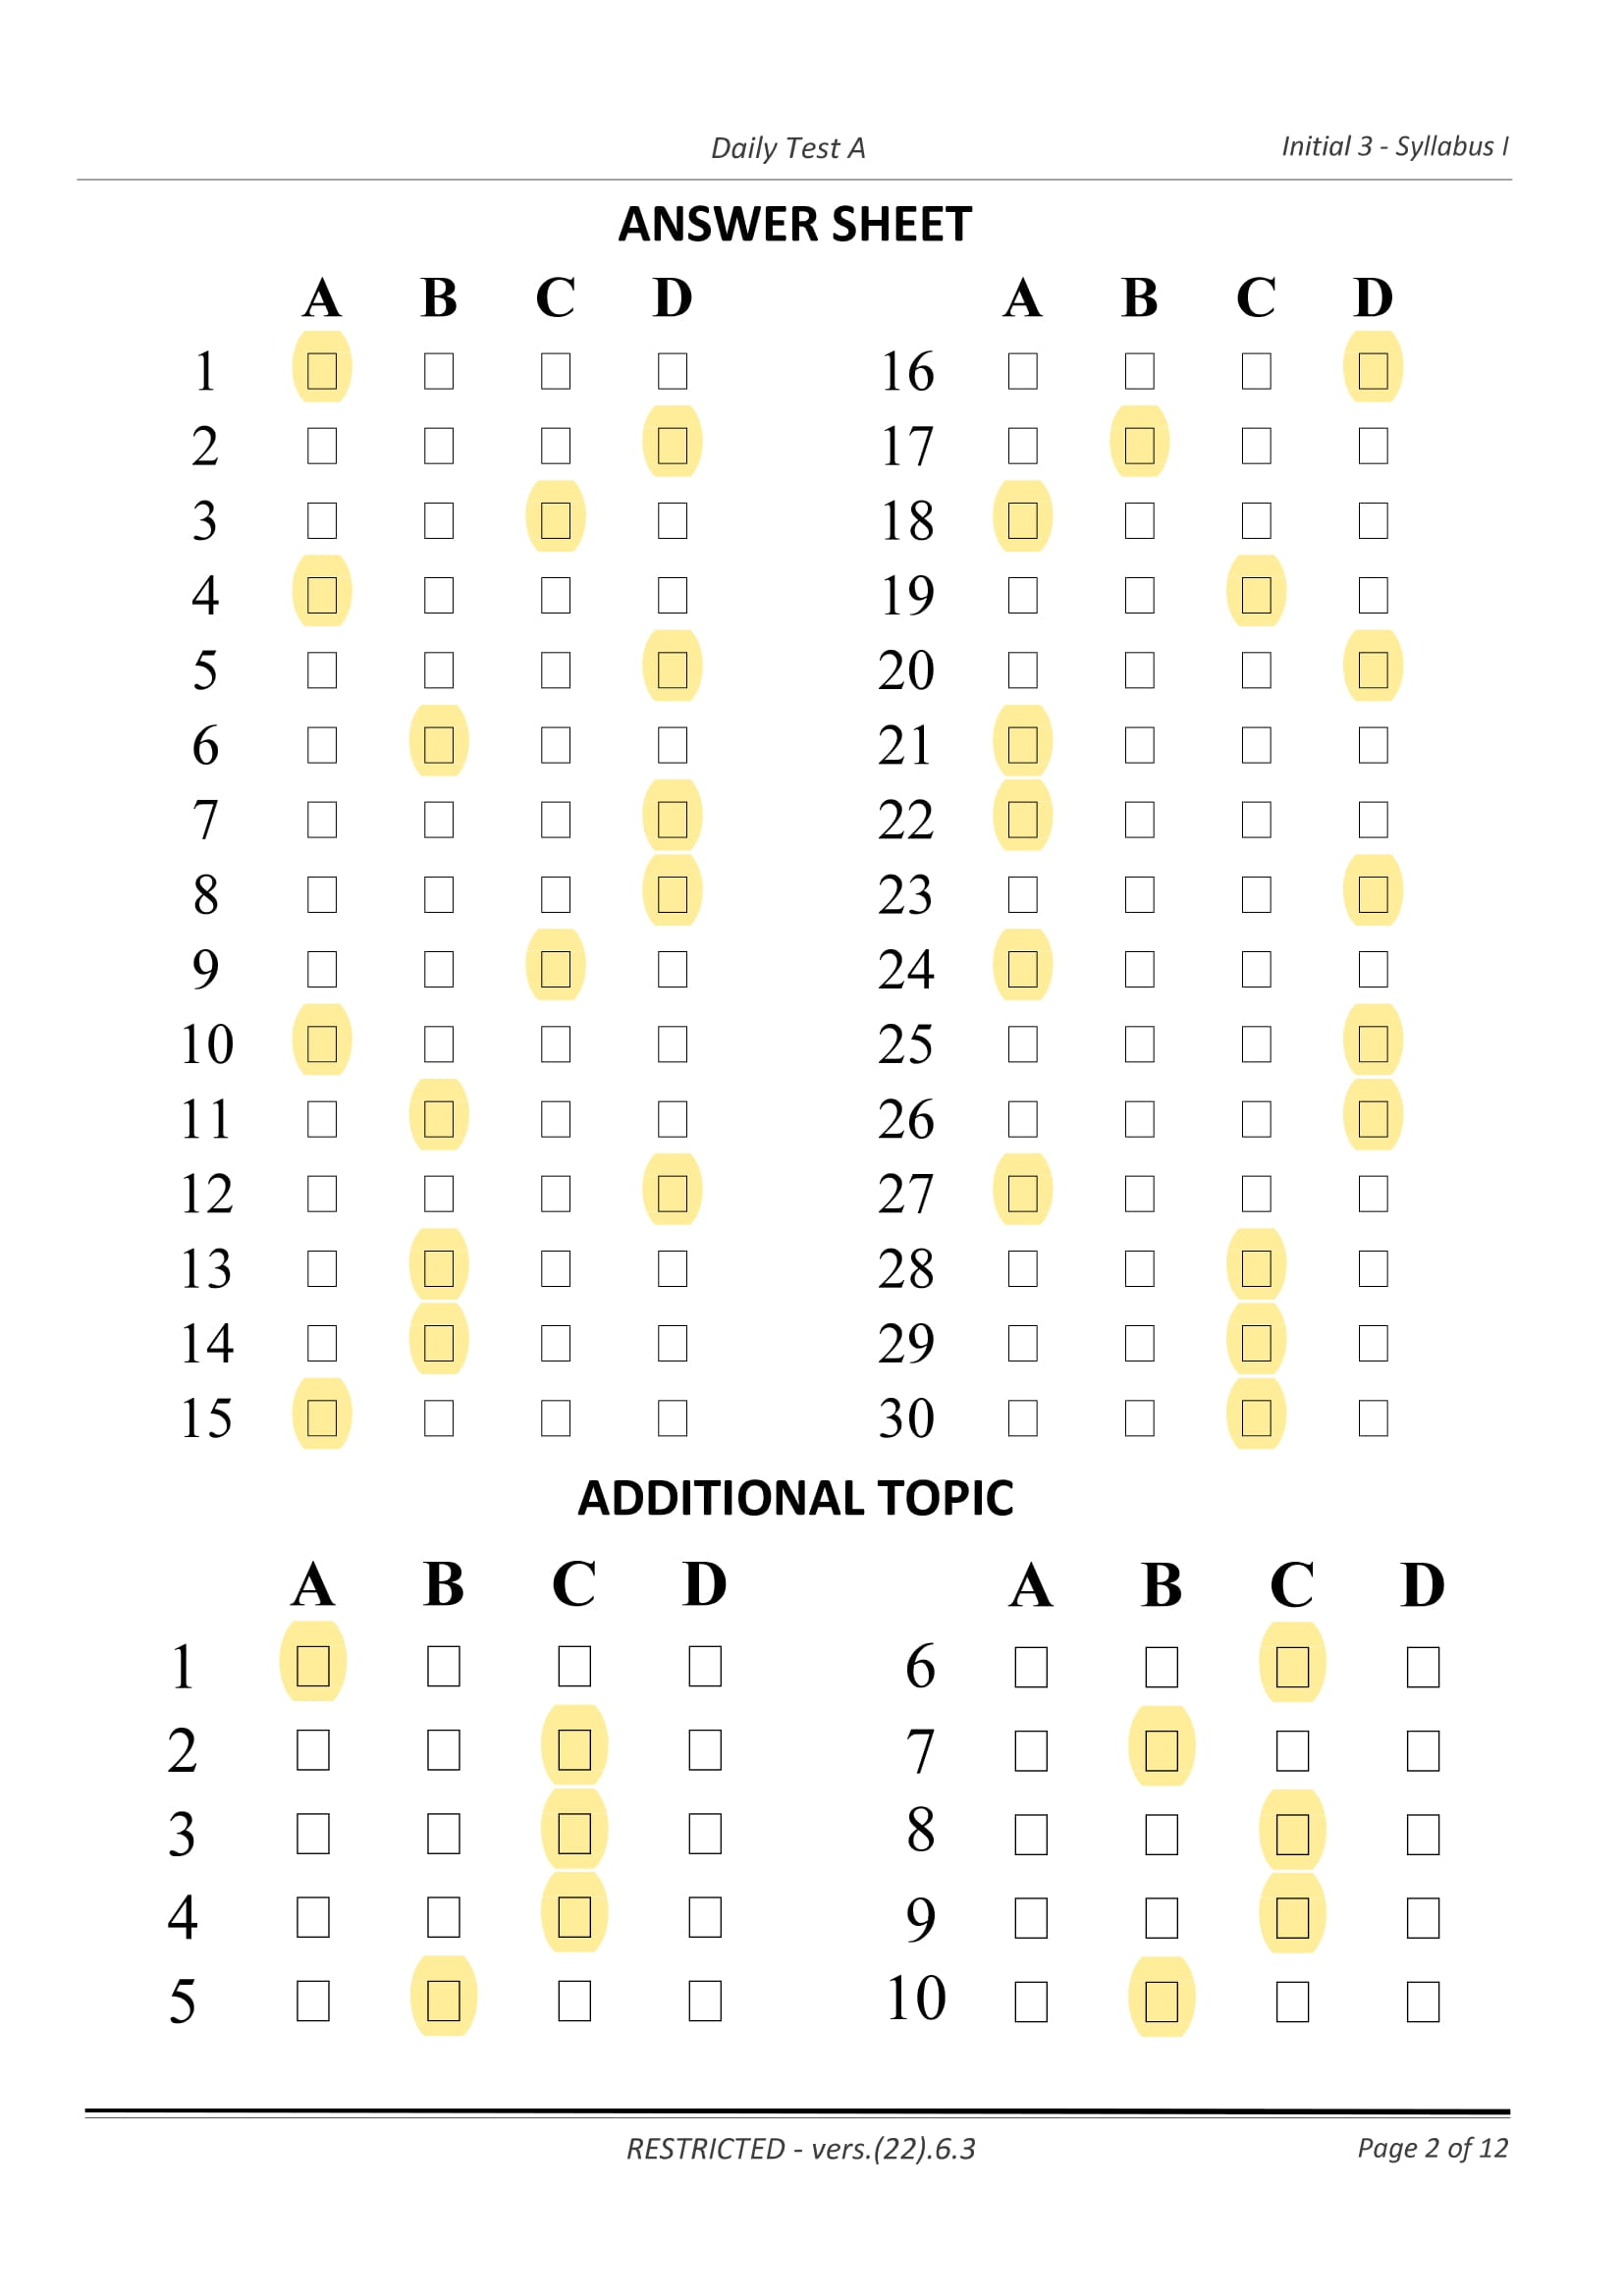 Daily Test A Initial 3 - Syllabus I
ANSWER SHEET
A B C D A B C D
1 □ □ □ □ 16 □ □ □ □
2 □ □ □ □ 17 □ □ □ □
3 □ □ □ □ 18 □ □ □ □
4 □ □ □ □ 19 □ □ □ □
5 □ □ □ □ 20 □ □ □ □
6 □ □ □ □ 21 □ □ □ □
7 □ □ □ □ 22 □ □ □ □
8 □ □ □ □ 23 □ □ □ □
9 □ □ □ □ 24 □ □ □ □
10 □ □ □ □ 25 □ □ □ □
11 □ □ □ □ 26 □ □ □ □
12 □ □ □ □ 27 □ □ □ □
13 □ □ □ □ 28 □ □ □ □
14 □ □ □ □ 29 □ □ □ □
15 □ □ □ □ 30 □ □ □ □
ADDITIONAL TOPIC
A B C D A B C D
1 □ □ □ □ 6 □ □ □ □
2 □ □ □ □ 7 □ □ □ □
3 □ □ □ □ 8 □ □ □ □
4 □ □ □ □ 9 □ □ □ □
5 □ □ □ □ 10 □ □ □ □
RESTRICTED - vers.(22).6.3 Page 2 of 12